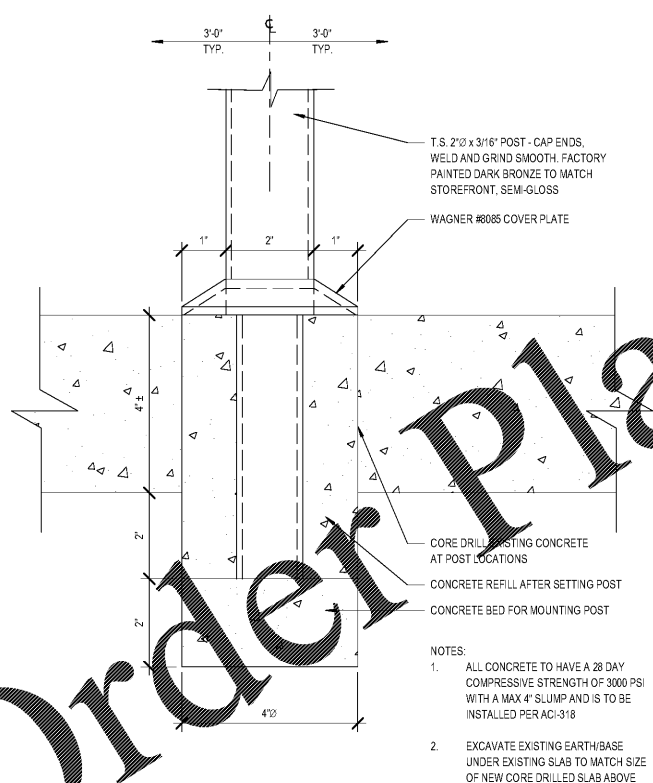 ℄
3'-0" 3'-0"
TYP. TYP.
T.S. 2"Ø x 3/16" POST - CAP ENDS,
WELD AND GRIND SMOOTH. FACTORY
PAINTED DARK BRONZE TO MATCH
STOREFRONT, SEMI-GLOSS
WAGNER #8085 COVER PLATE
1" 2" 1"
4"±
2"
2"
4"Ø
CORE DRILL EXISTING CONCRETE
AT POST LOCATIONS
CONCRETE REFILL AFTER SETTING POST
CONCRETE BED FOR MOUNTING POST
NOTES:
1. ALL CONCRETE TO HAVE A 28 DAY
COMPRESSIVE STRENGTH OF 3000 PSI
WITH A MAX 4" SLUMP AND IS TO BE
INSTALLED PER ACI-318
2. EXCAVATE EXISTING EARTH/BASE
UNDER EXISTING SLAB TO MATCH SIZE
OF NEW CORE DRILLED SLAB ABOVE
Order Pla